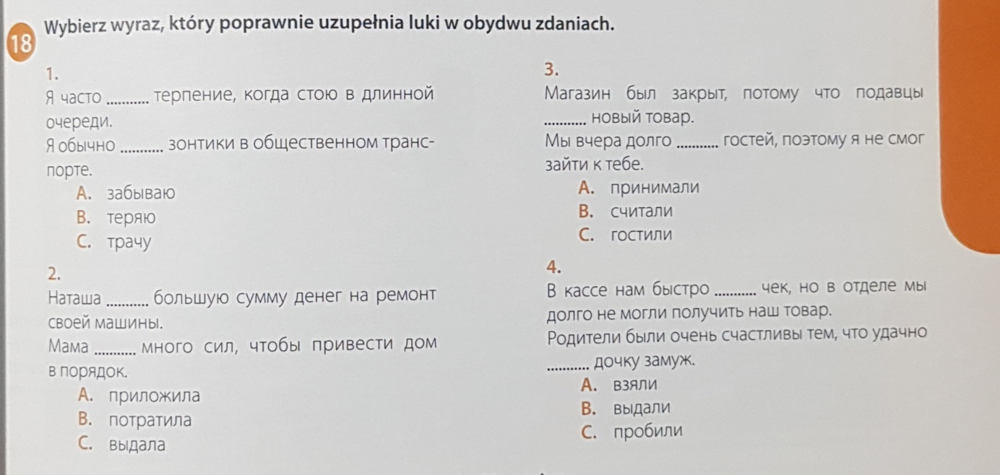 18
Wybierz wyraz, który poprawnie uzupełnia luki w obydwu zdaniach.
1.
Я часто ........... терпение, когда стою в длинной
очереди.
Я обычно ........... зонтики в общественном транс-
порте.
A. забываю
B. теряю
C. трачу
2.
Наташа ........... большую сумму денег на ремонт
своей машины.
Мама ........... много сил, чтобы привести дом
в порядок.
A. приложила
B. потратила
C. выдала
3.
Магазин был закрыт, потому что подавцы
........... новый товар.
Мы вчера долго ........... гостей, поэтому я не смог
зайти к тебе.
A. принимали
B. считали
C. гостили
4.
В кассе нам быстро ........... чек, но в отделе мы
долго не могли получить наш товар.
Родители были очень счастливы тем, что удачно
........... дочку замуж.
A. взяли
B. выдали
C. пробили